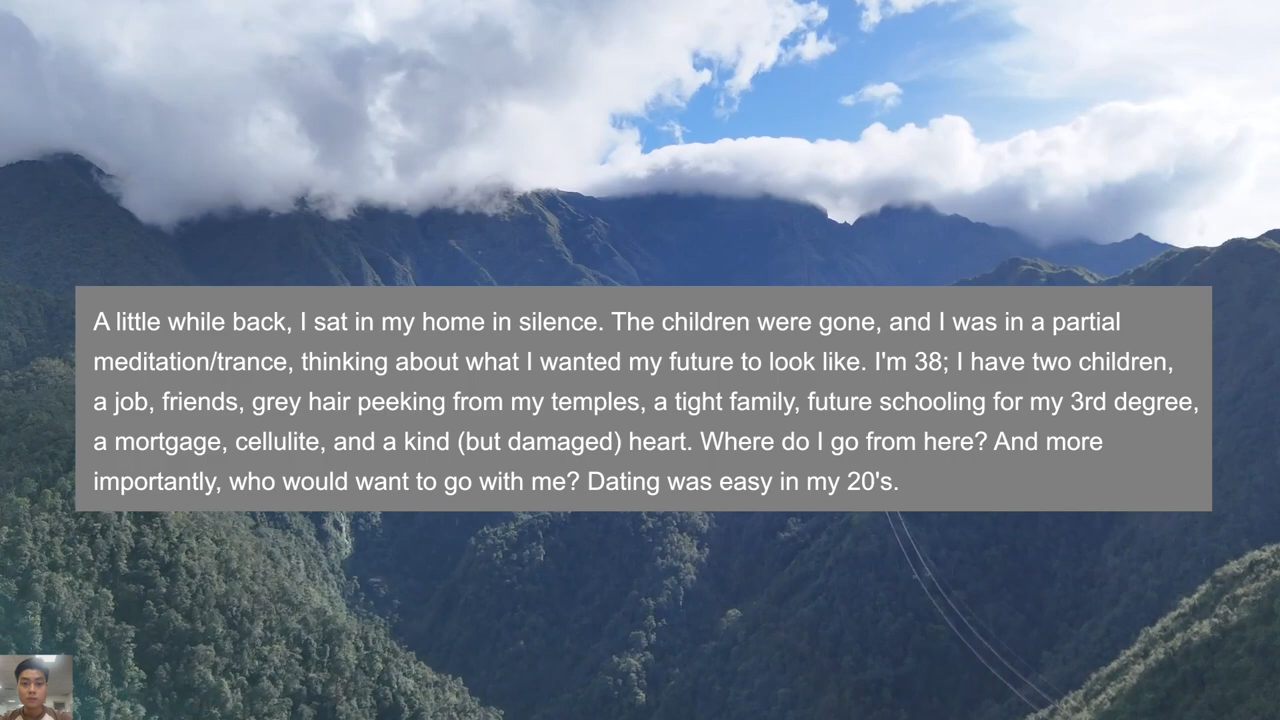 A little while back, I sat in my home in silence. The children were gone, and I was in a partial
meditation/trance, thinking about what I wanted my future to look like. I'm 38; I have two children,
a job, friends, grey hair peeking from my temples, a tight family, future schooling for my 3rd degree,
a mortgage, cellulite, and a kind (but damaged) heart. Where do I go from here? And more
importantly, who would want to go with me? Dating was easy in my 20's.